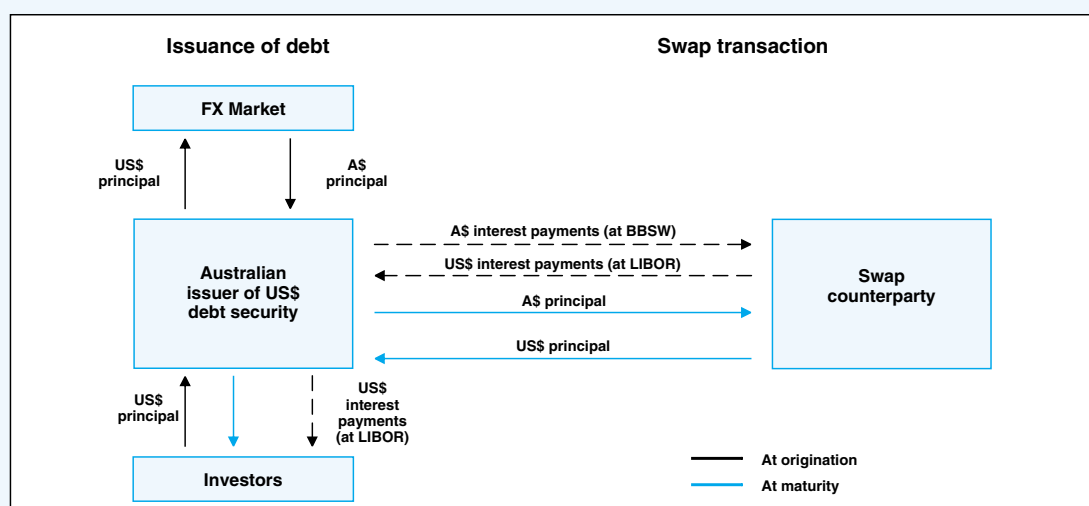 Issuance of debt
Swap transaction
FX Market
US$
principal
A$
principal
Australian
issuer of US$
debt security
A$ interest payments (at BBSW)
US$ interest payments (at LIBOR)
A$ principal
US$ principal
Swap
counterparty
US$
principal
US$
interest
payments
(at LIBOR)
Investors
At origination
At maturity